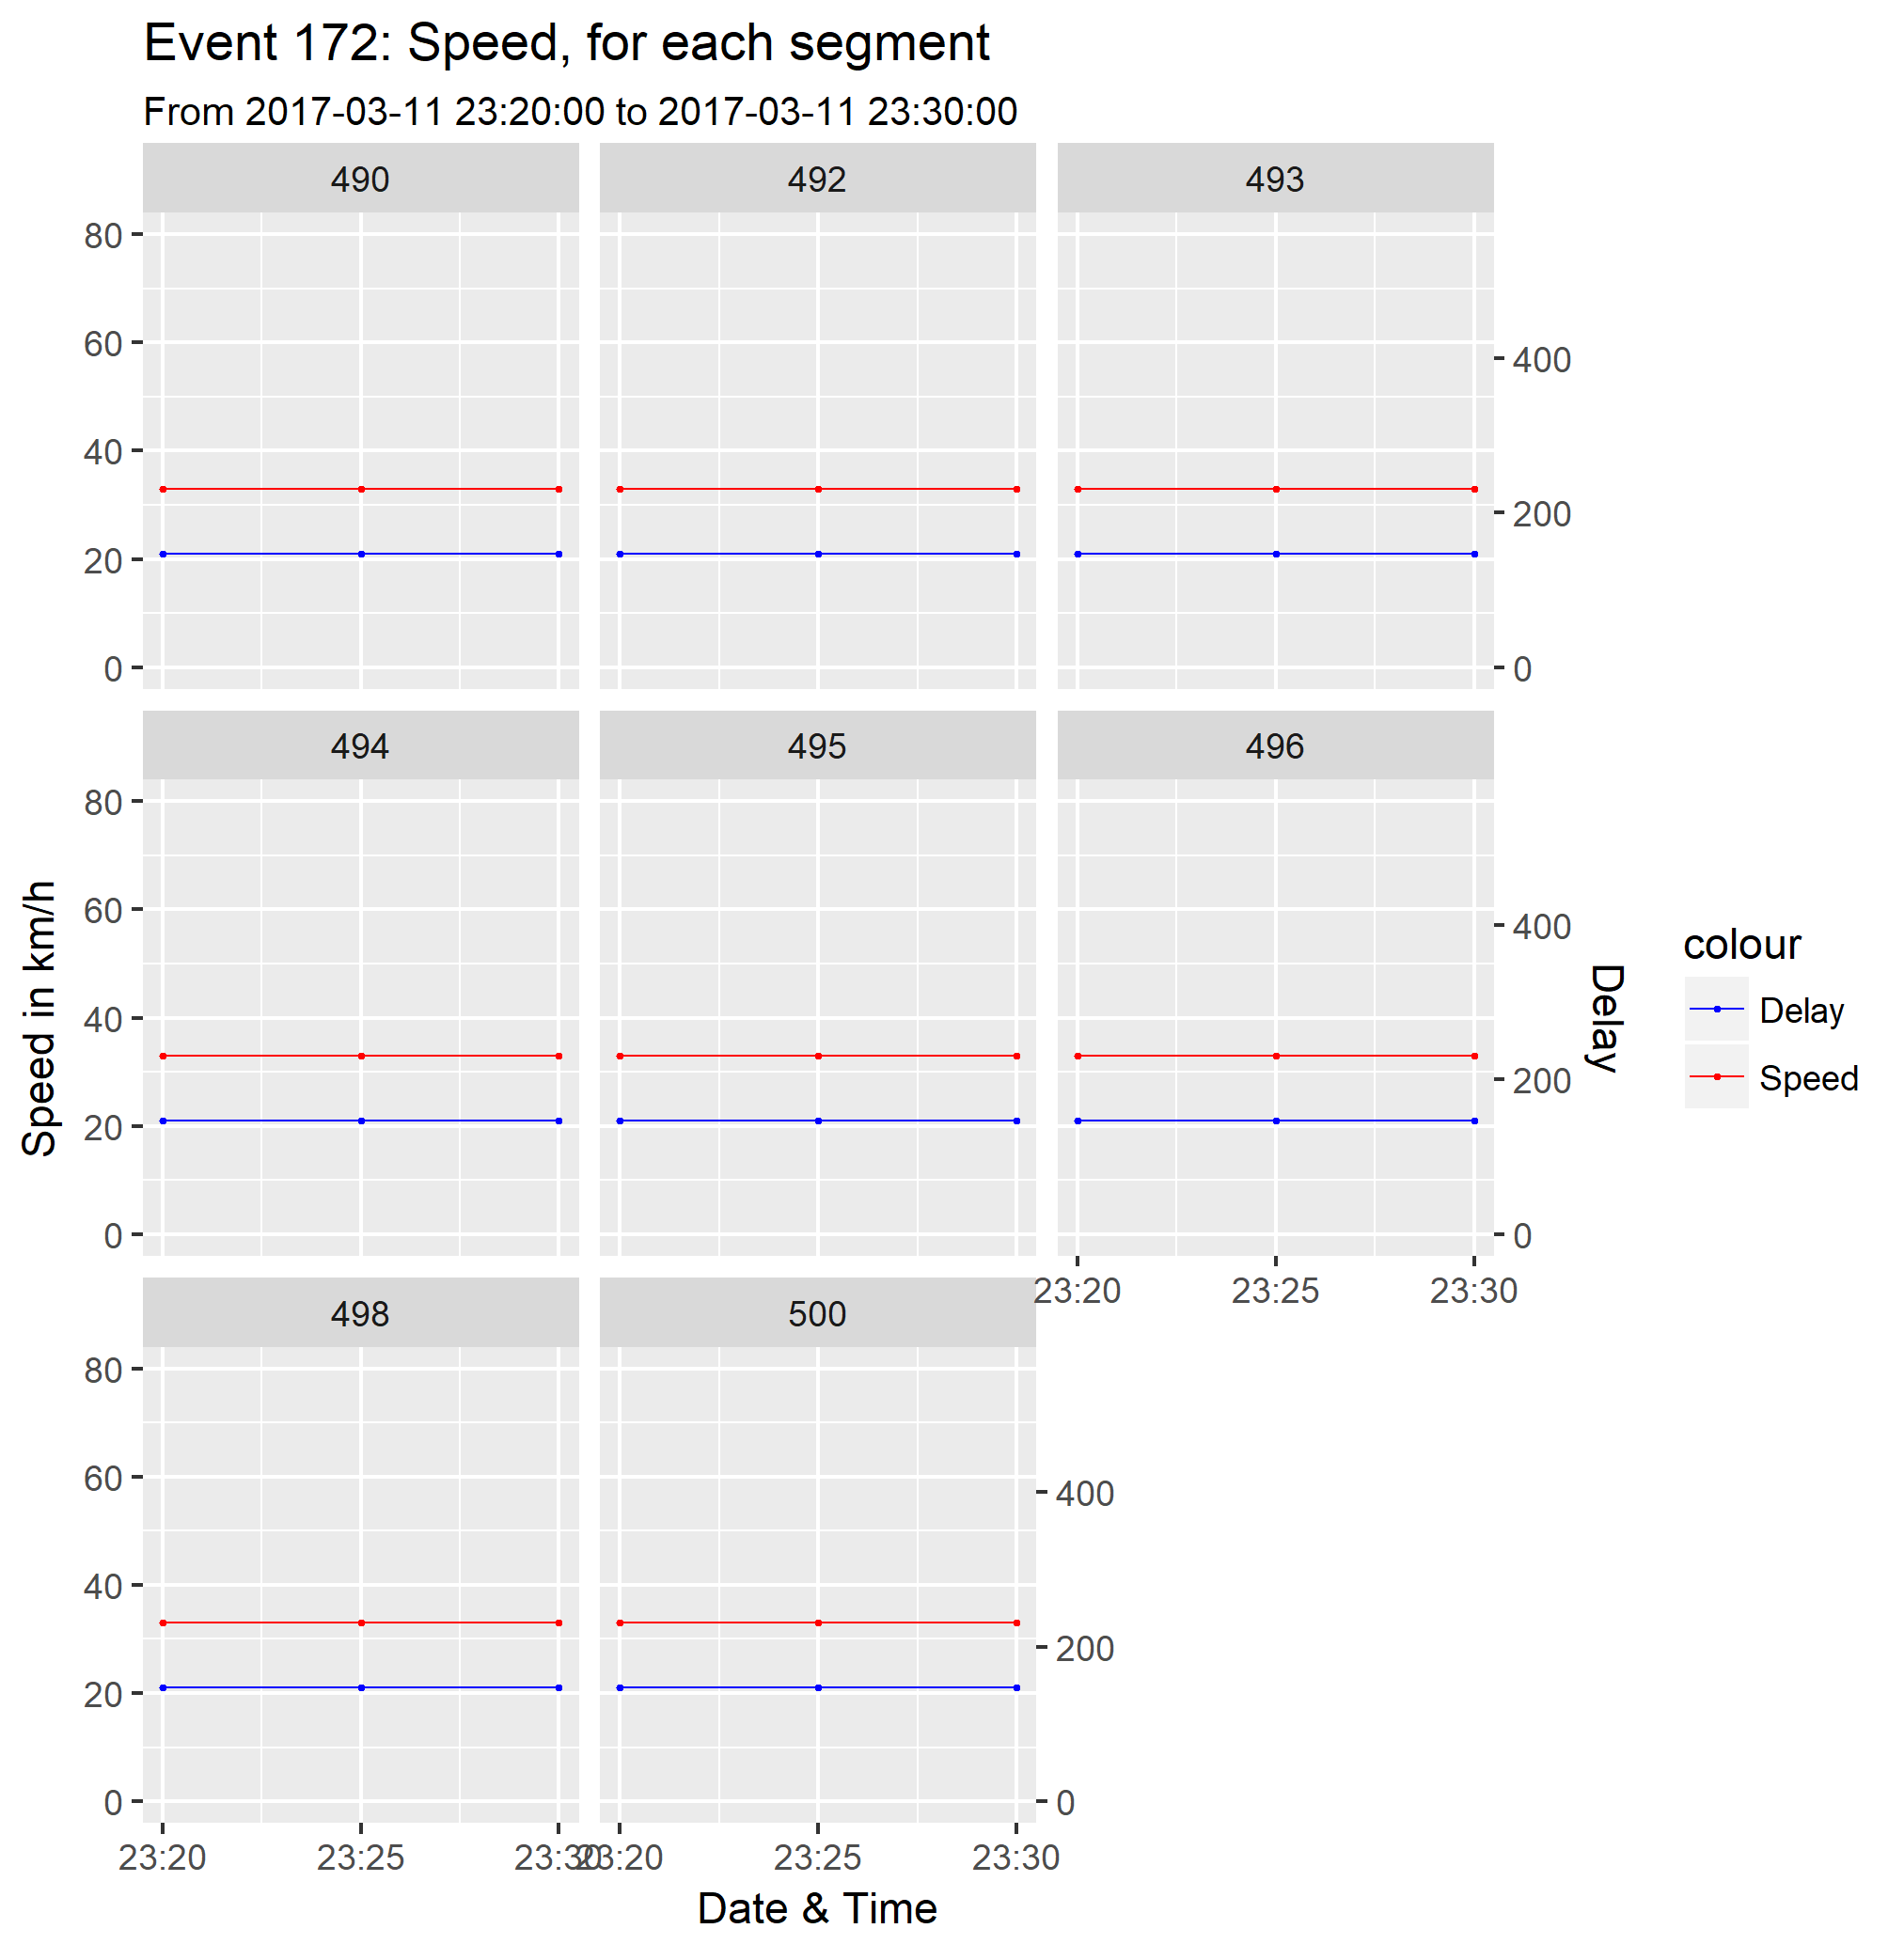 Event 172: Speed, for each segment
From 2017-03-11 23:20:00 to 2017-03-11 23:30:00
490 492 493
80
60
40
20
0
400
200
0
494 495 496
80
60
40
20
0
400
200
0
23:20 23:25 23:30
498 500
80
60
40
20
0
400
200
0
23:20 23:25 23:30 23:20 23:25 23:30
Date & Time
Speed in km/h
Delay
colour
Delay
Speed